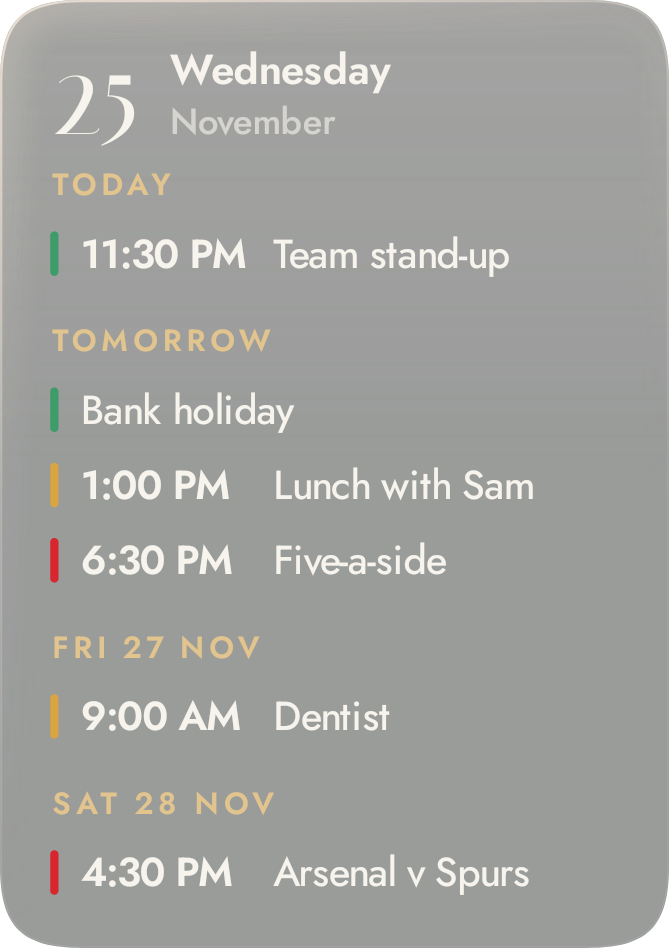 25
Wednesday
November
TODAY
11:30 PM Team stand-up
TOMORROW
Bank holiday
1:00 PM Lunch with Sam
6:30 PM Five-a-side
FRI 27 NOV
9:00 AM Dentist
SAT 28 NOV
4:30 PM Arsenal v Spurs